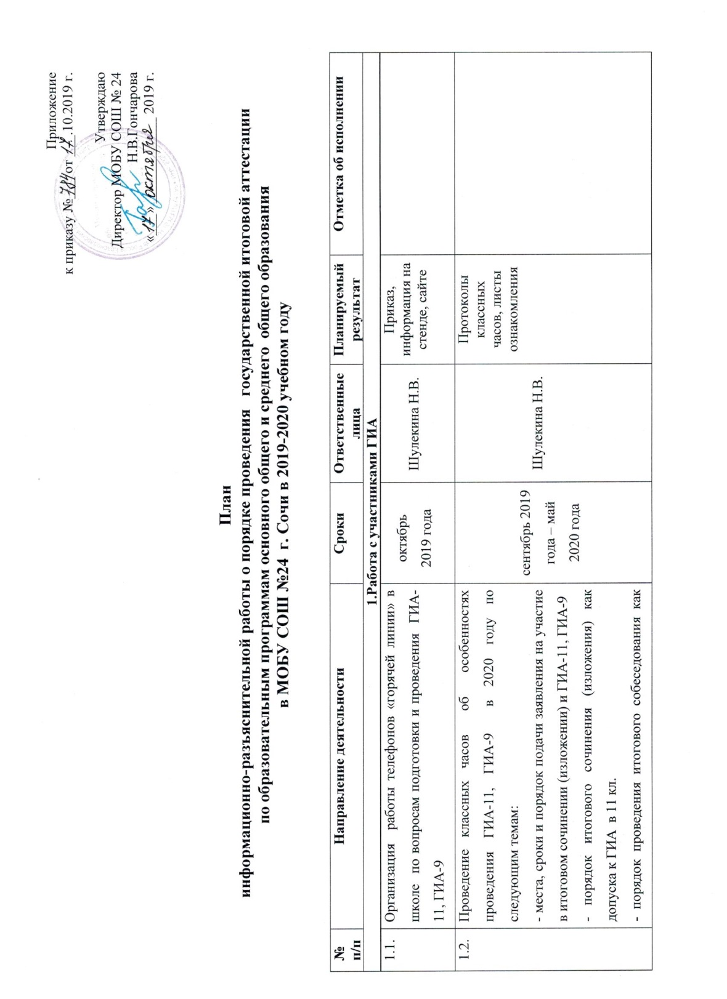 Приложение
к приказу № 784 от 17.10.2019 г.
Утверждаю
Директор МОБУ СОШ № 24
Н.В.Гончарова
«17» октября 2019 г.
План
информационно-разъяснительной работы о порядке проведения государственной итоговой аттестации
по образовательным программам основного общего и среднего общего образования
в МОБУ СОШ №24 г. Сочи в 2019-2020 учебном году
№
п/п
Направление деятельности
Сроки
Ответственные
лица
Планируемый
результат
Отметка об исполнении
1.Работа с участниками ГИА
1.1.
Организация работы телефонов «горячей линии» в
школе по вопросам подготовки и проведения ГИА-
11, ГИА-9
октябрь
2019 года
Шулекина Н.В.
Приказ,
информация на
стенде, сайте
1.2.
Проведение классных часов об особенностях
проведения ГИА-11, ГИА-9 в 2020 году по
следующим темам:
- места, сроки и порядок подачи заявления на участие
в итоговом сочинении (изложении) и ГИА-11, ГИА-9
- порядок итогового сочинения (изложения) как
допуска к ГИА в 11 кл.
- порядок проведения итогового собеседования как
сентябрь 2019
года – май
2020 года
Шулекина Н.В.
Протоколы
классных
часов, листы
ознакомления